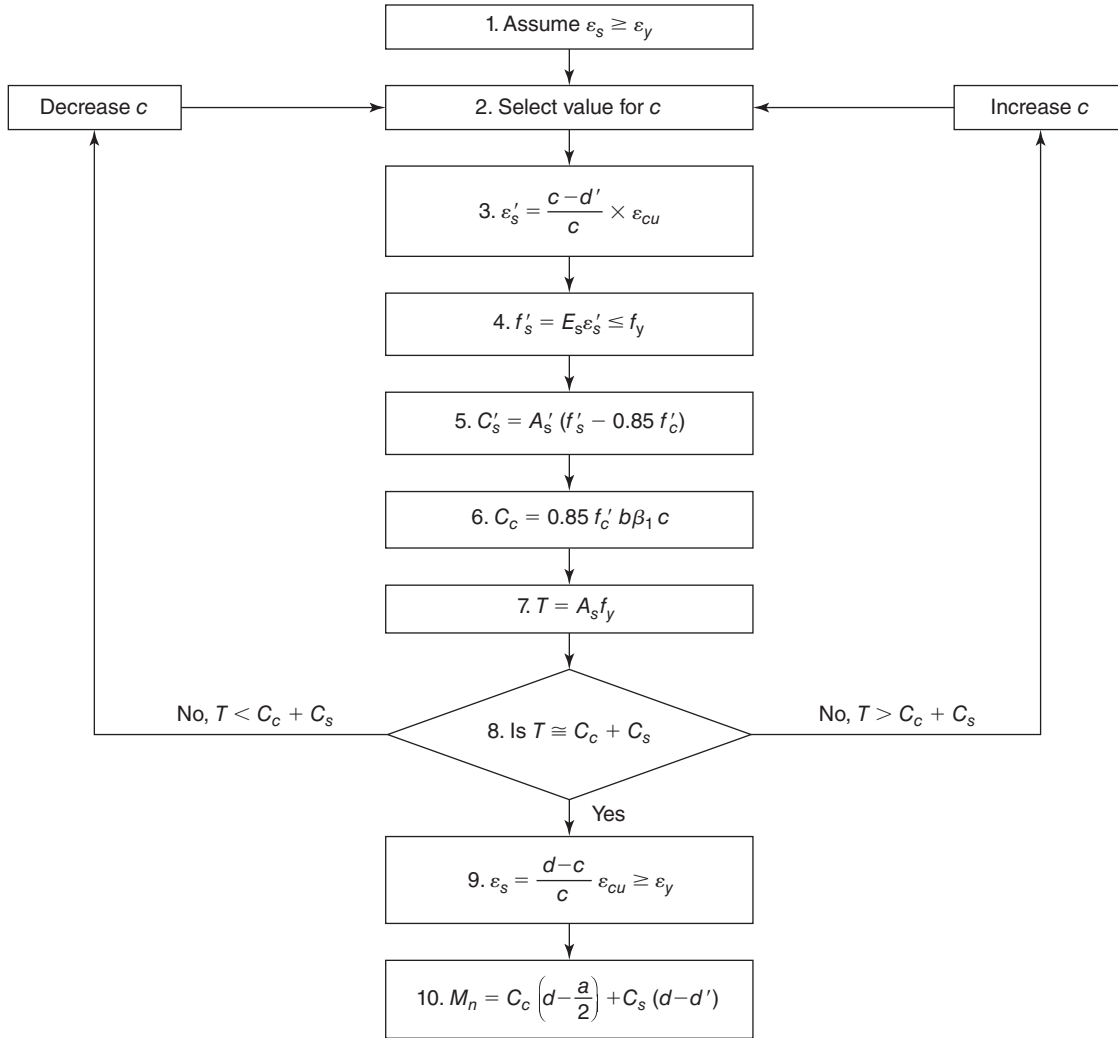 1. Assume εs ≥ εy
Decrease c
2. Select value for c
Increase c
3. ε′s = (c – d′)/c × εcu
4. f′s = Esε′s ≤ fy
5. C′s = A′s (f′s − 0.85 f′c)
6. Cc = 0.85 fc′ bβ1 c
7. T = Asfy
No, T < Cc + Cs
8. Is T ≅ Cc + Cs
No, T > Cc + Cs
Yes
9. εs = (d–c)/c εcu ≥ εy
10. Mn = Cc (d – a/2) + Cs (d – d′)